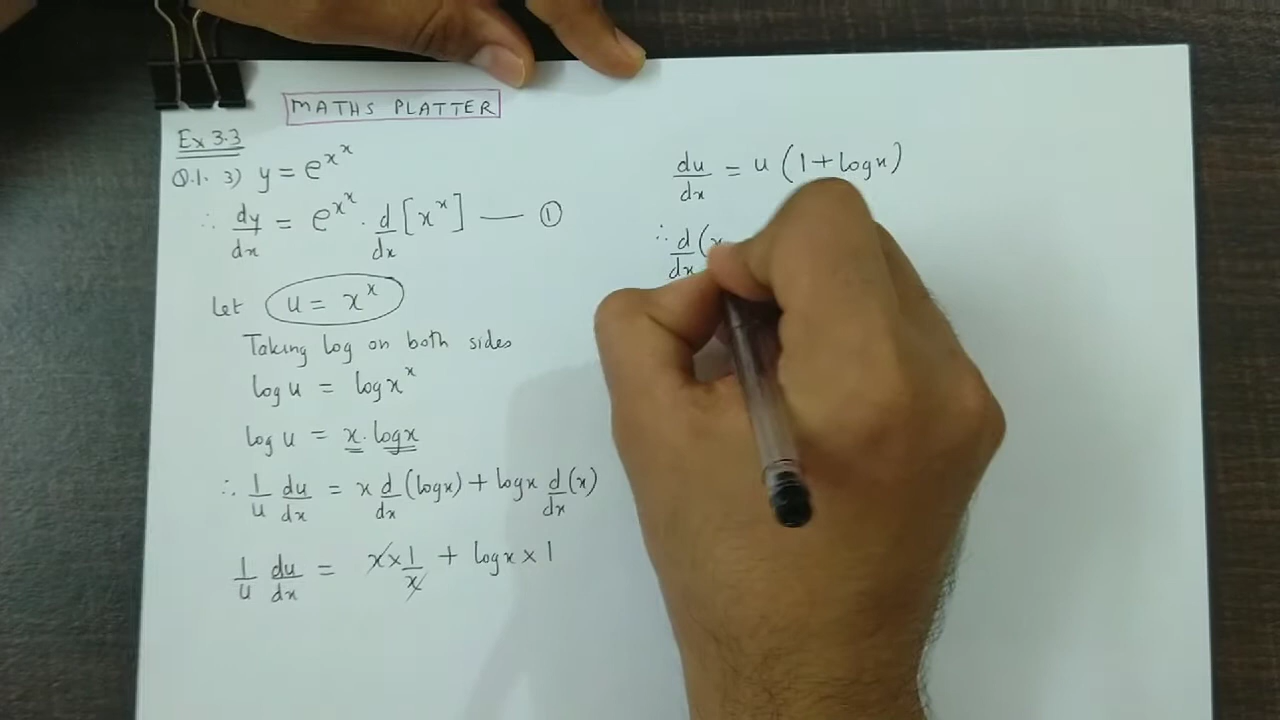 MATHS PLATTER
Ex 3.3
Q.1. 3) y = e^{x^x}
∴ dy/dx = e^{x^x} · d/dx [x^x] — ①
Let u = x^x
Taking log on both sides
log u = log x^x
log u = x · log x
∴ 1/u du/dx = x d/dx (log x) + log x d/dx (x)
1/u du/dx = x × 1/x + log x × 1
du/dx = u (1 + log x)
∴ d/dx (x